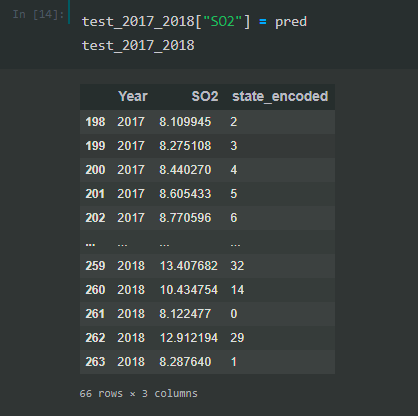 In [14]:
test_2017_2018["SO2"] = pred
test_2017_2018
Year SO2 state_encoded
198 2017 8.109945 2
199 2017 8.275108 3
200 2017 8.440270 4
201 2017 8.605433 5
202 2017 8.770596 6
... ... ... ...
259 2018 13.407682 32
260 2018 10.434754 14
261 2018 8.122477 0
262 2018 12.912194 29
263 2018 8.287640 1
66 rows × 3 columns